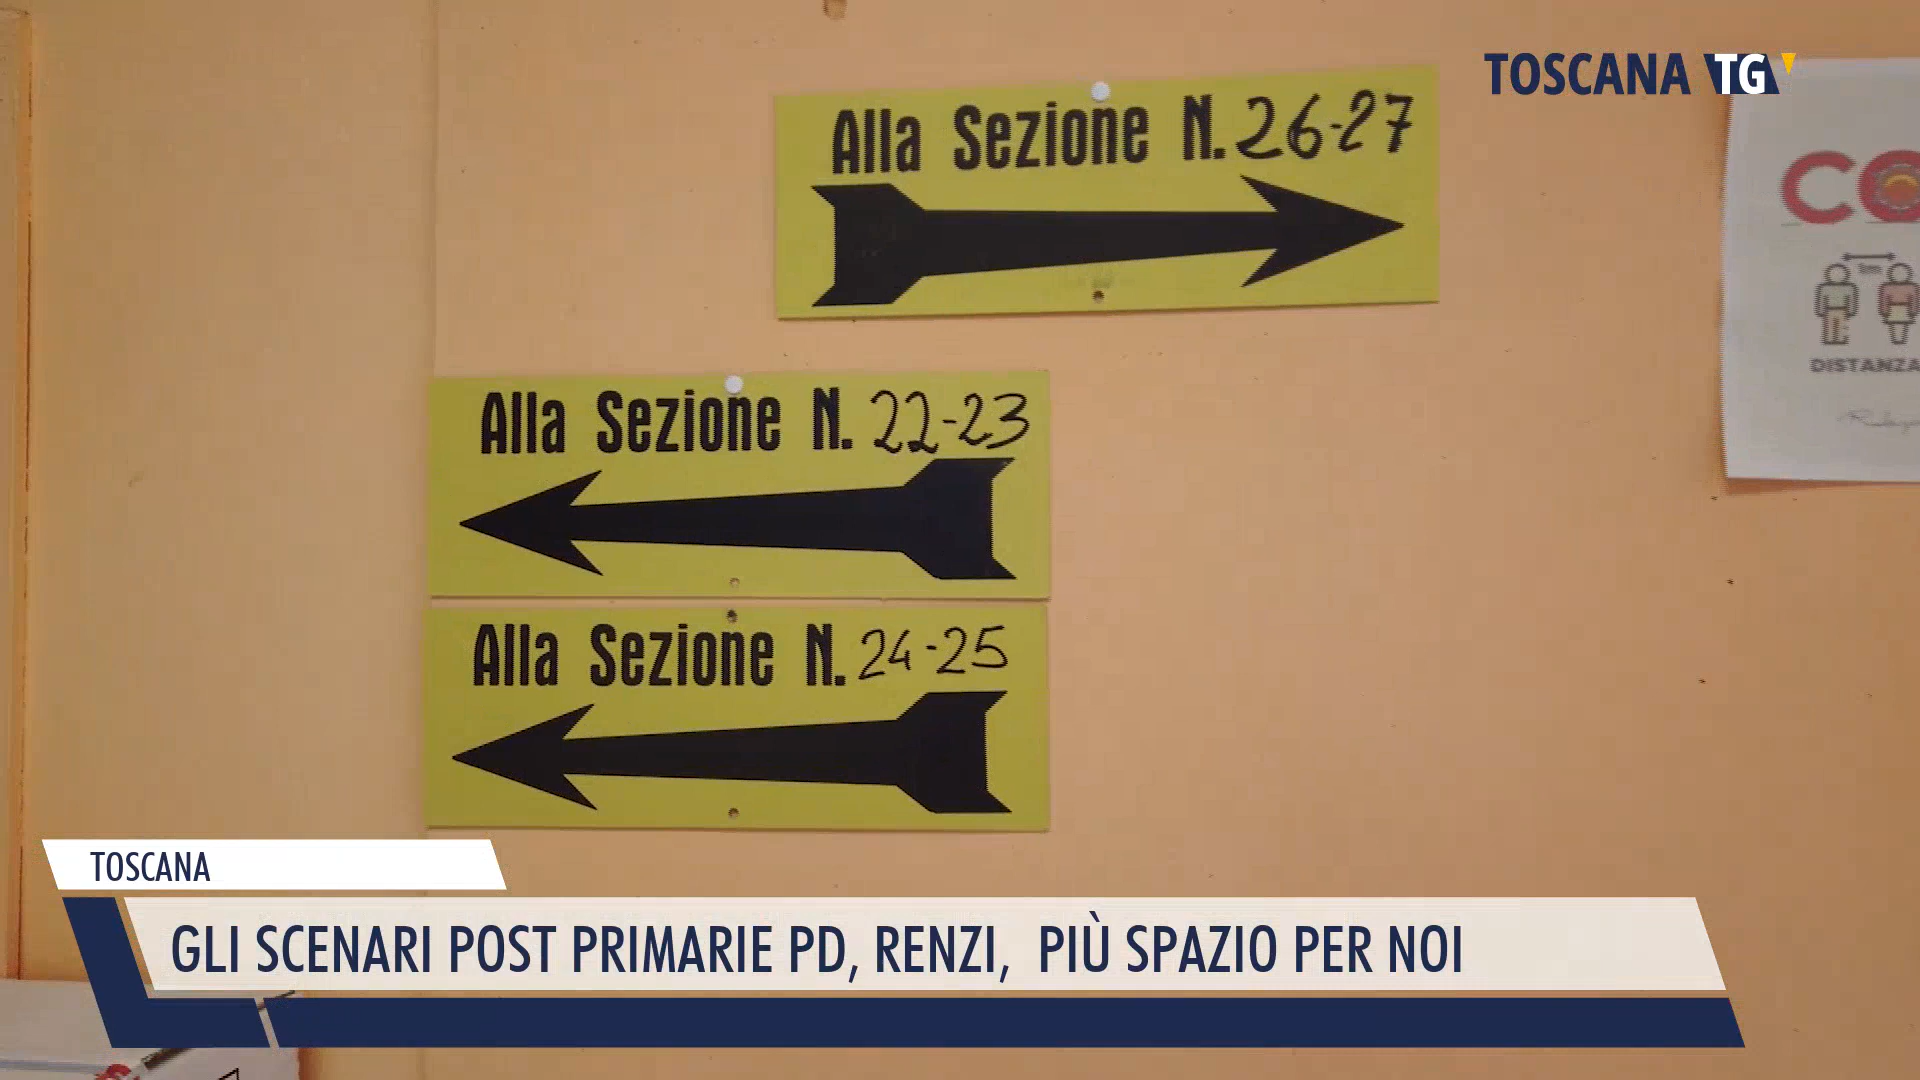 TOSCANA TG
Alla Sezione N. 26-27
Alla Sezione N. 22-23
Alla Sezione N. 24-25
1m
DISTANZA
TOSCANA
GLI SCENARI POST PRIMARIE PD, RENZI, PIÙ SPAZIO PER NOI